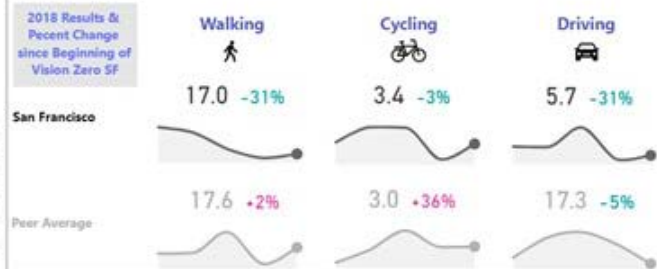 2018 Results &
Pecent Change
since Beginning of
Vision Zero SF
Walking
Cycling
Driving
San Francisco
17.0 -31%
3.4 -3%
5.7 -31%
Peer Average
17.6 +2%
3.0 +36%
17.3 -5%